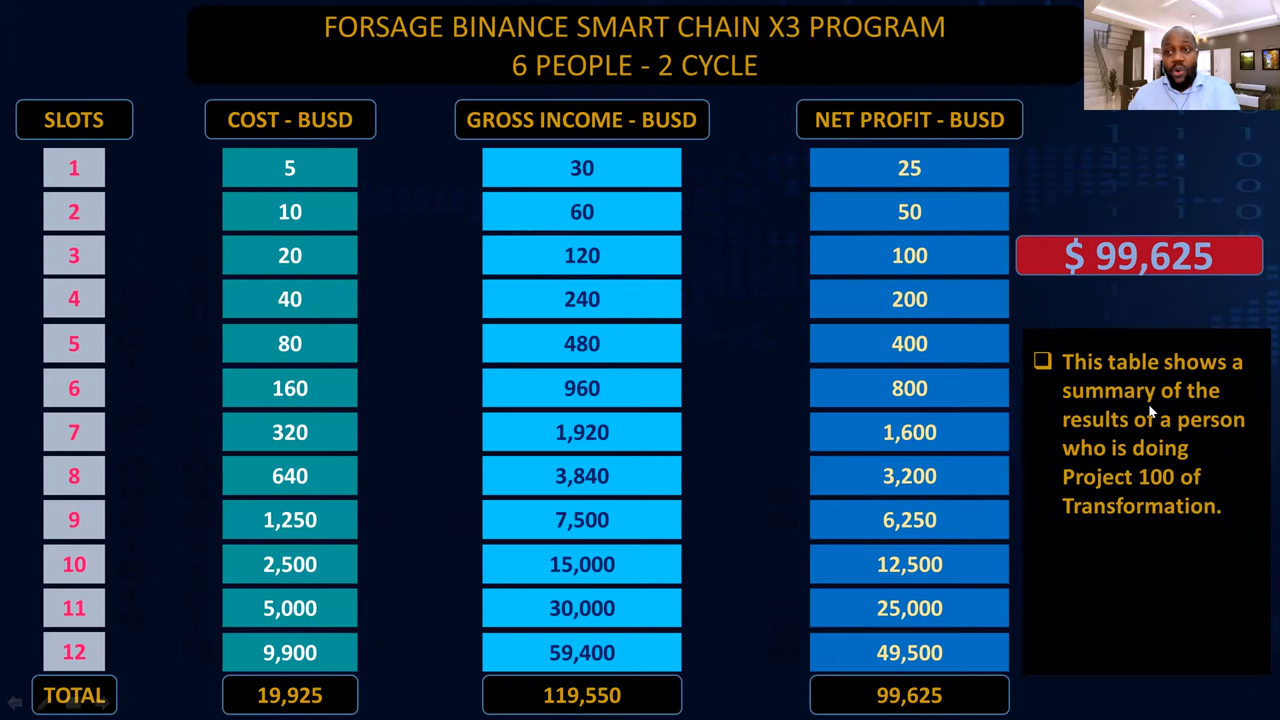 FORSAGE BINANCE SMART CHAIN X3 PROGRAM
6 PEOPLE - 2 CYCLE
SLOTS COST - BUSD GROSS INCOME - BUSD NET PROFIT - BUSD
1 5 30 25
2 10 60 50
3 20 120 100
4 40 240 200
5 80 480 400
6 160 960 800
7 320 1,920 1,600
8 640 3,840 3,200
9 1,250 7,500 6,250
10 2,500 15,000 12,500
11 5,000 30,000 25,000
12 9,900 59,400 49,500
TOTAL 19,925 119,550 99,625
$ 99,625
This table shows a
summary of the
results of a person
who is doing
Project 100 of
Transformation.